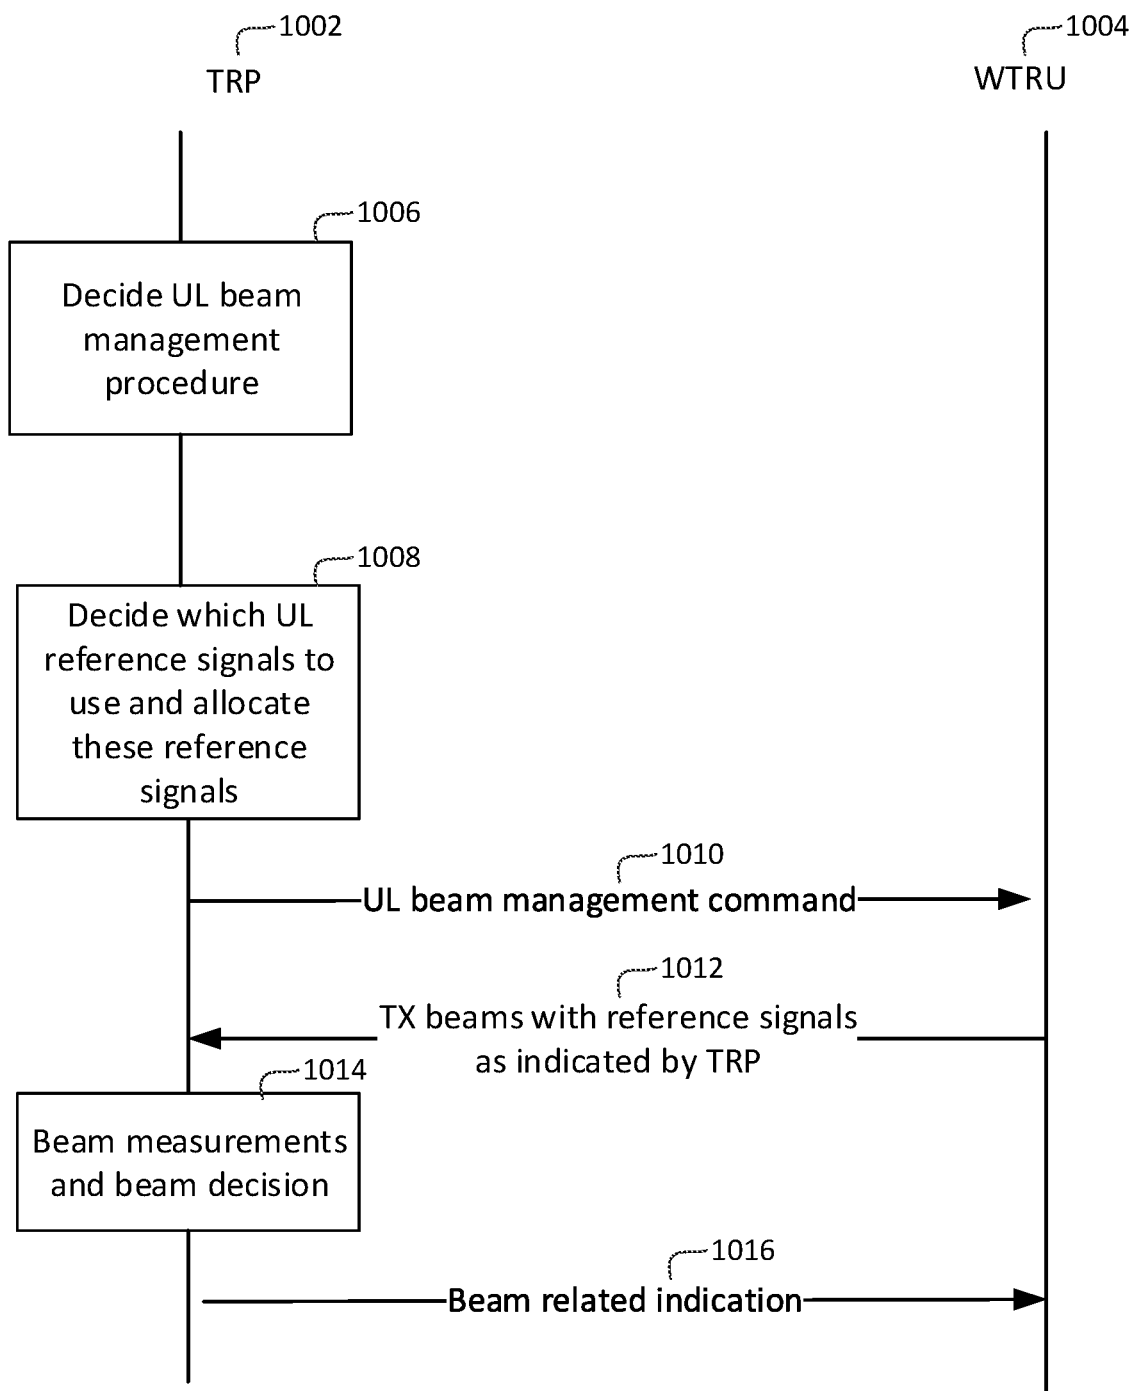 1002
TRP
1004
WTRU
1006
Decide UL beam
management
procedure
1008
Decide which UL
reference signals to
use and allocate
these reference
signals
1010
UL beam management command
1012
TX beams with reference signals
as indicated by TRP
1014
Beam measurements
and beam decision
1016
Beam related indication